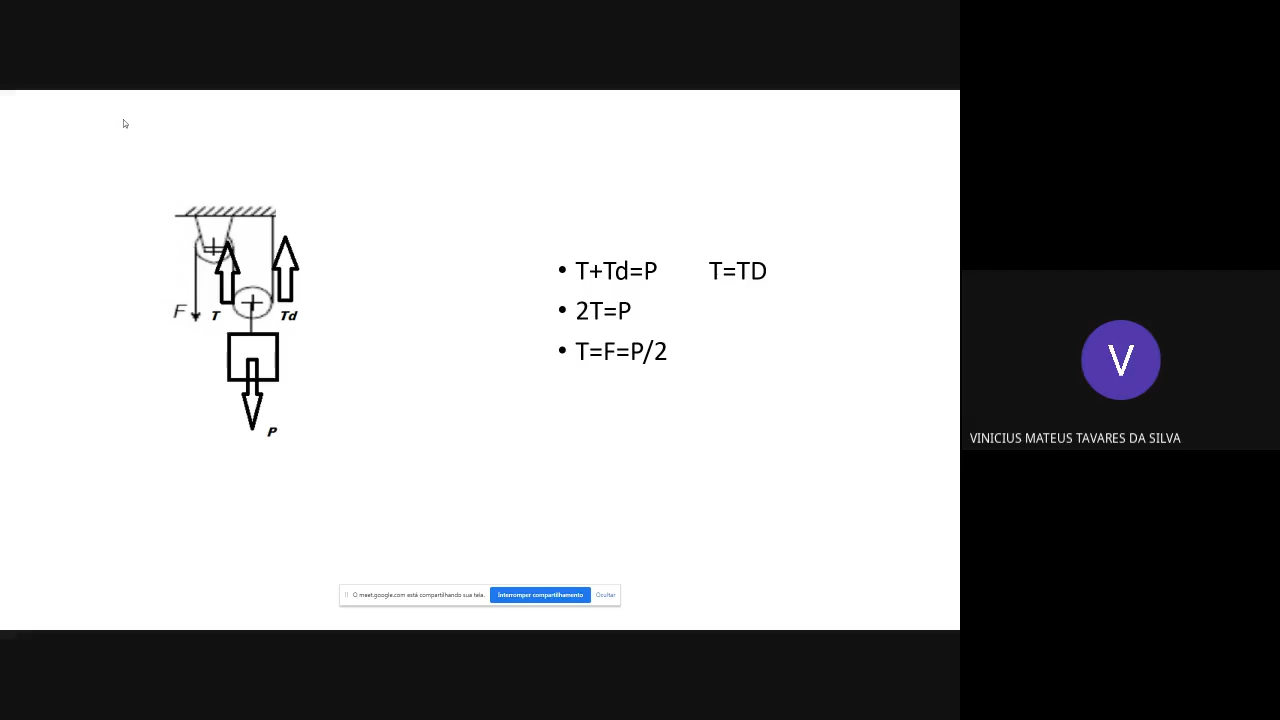 • T+Td=P T=TD
• 2T=P
• T=F=P/2
F
T
Td
P
O meet.google.com está compartilhando sua tela. Interromper compartilhamento Ocultar
V
VINICIUS MATEUS TAVARES DA SILVA